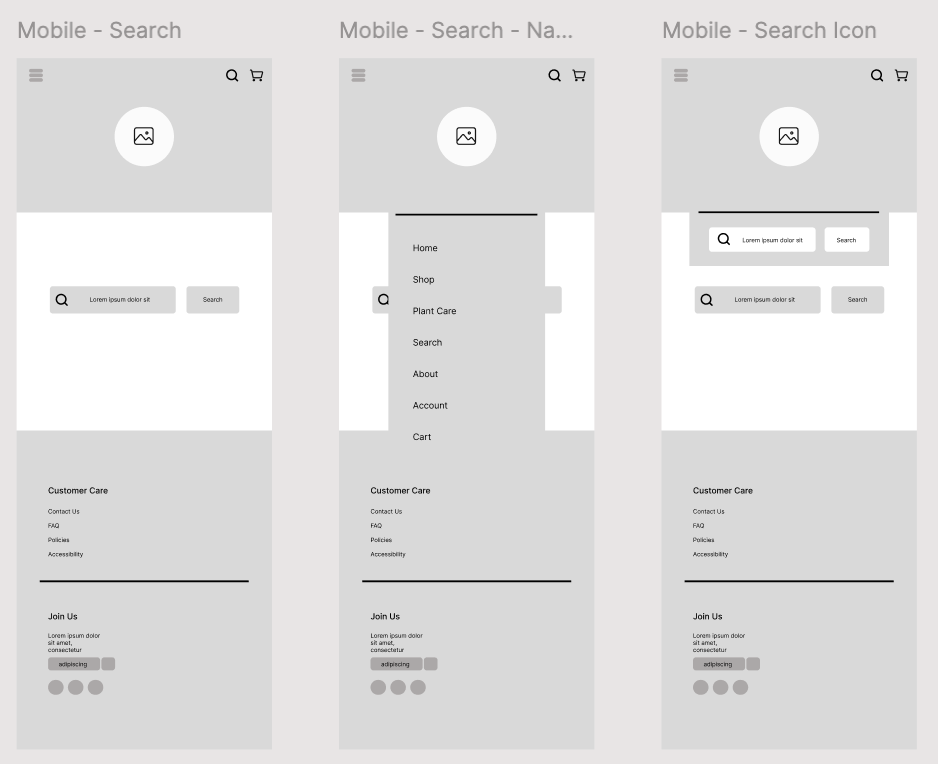 Mobile - Search
Lorem ipsum dolor sit
Search
Customer Care
Contact Us
FAQ
Policies
Accessibility
Join Us
Lorem ipsum dolor
sit amet,
consectetur
adipiscing
Mobile - Search - Na...
Home
Shop
Plant Care
Search
About
Account
Cart
Customer Care
Contact Us
FAQ
Policies
Accessibility
Join Us
Lorem ipsum dolor
sit amet,
consectetur
adipiscing
Mobile - Search Icon
Lorem ipsum dolor sit
Search
Lorem ipsum dolor sit
Search
Customer Care
Contact Us
FAQ
Policies
Accessibility
Join Us
Lorem ipsum dolor
sit amet,
consectetur
adipiscing